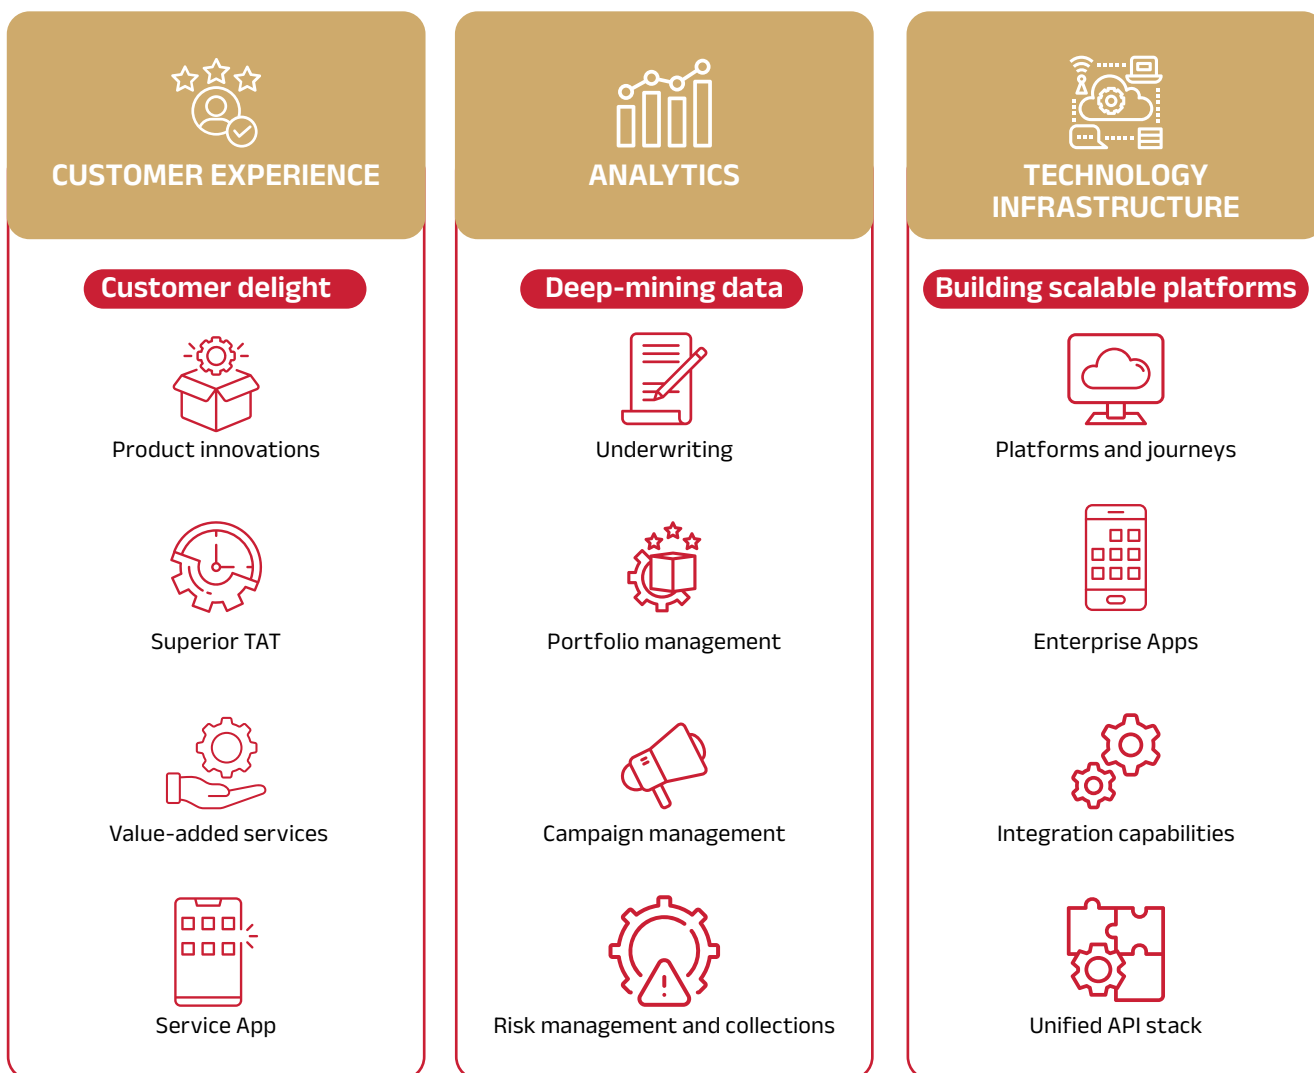 CUSTOMER EXPERIENCE
Customer delight
Product innovations
Superior TAT
Value-added services
Service App
ANALYTICS
Deep-mining data
Underwriting
Portfolio management
Campaign management
Risk management and collections
TECHNOLOGY
INFRASTRUCTURE
Building scalable platforms
Platforms and journeys
Enterprise Apps
Integration capabilities
Unified API stack